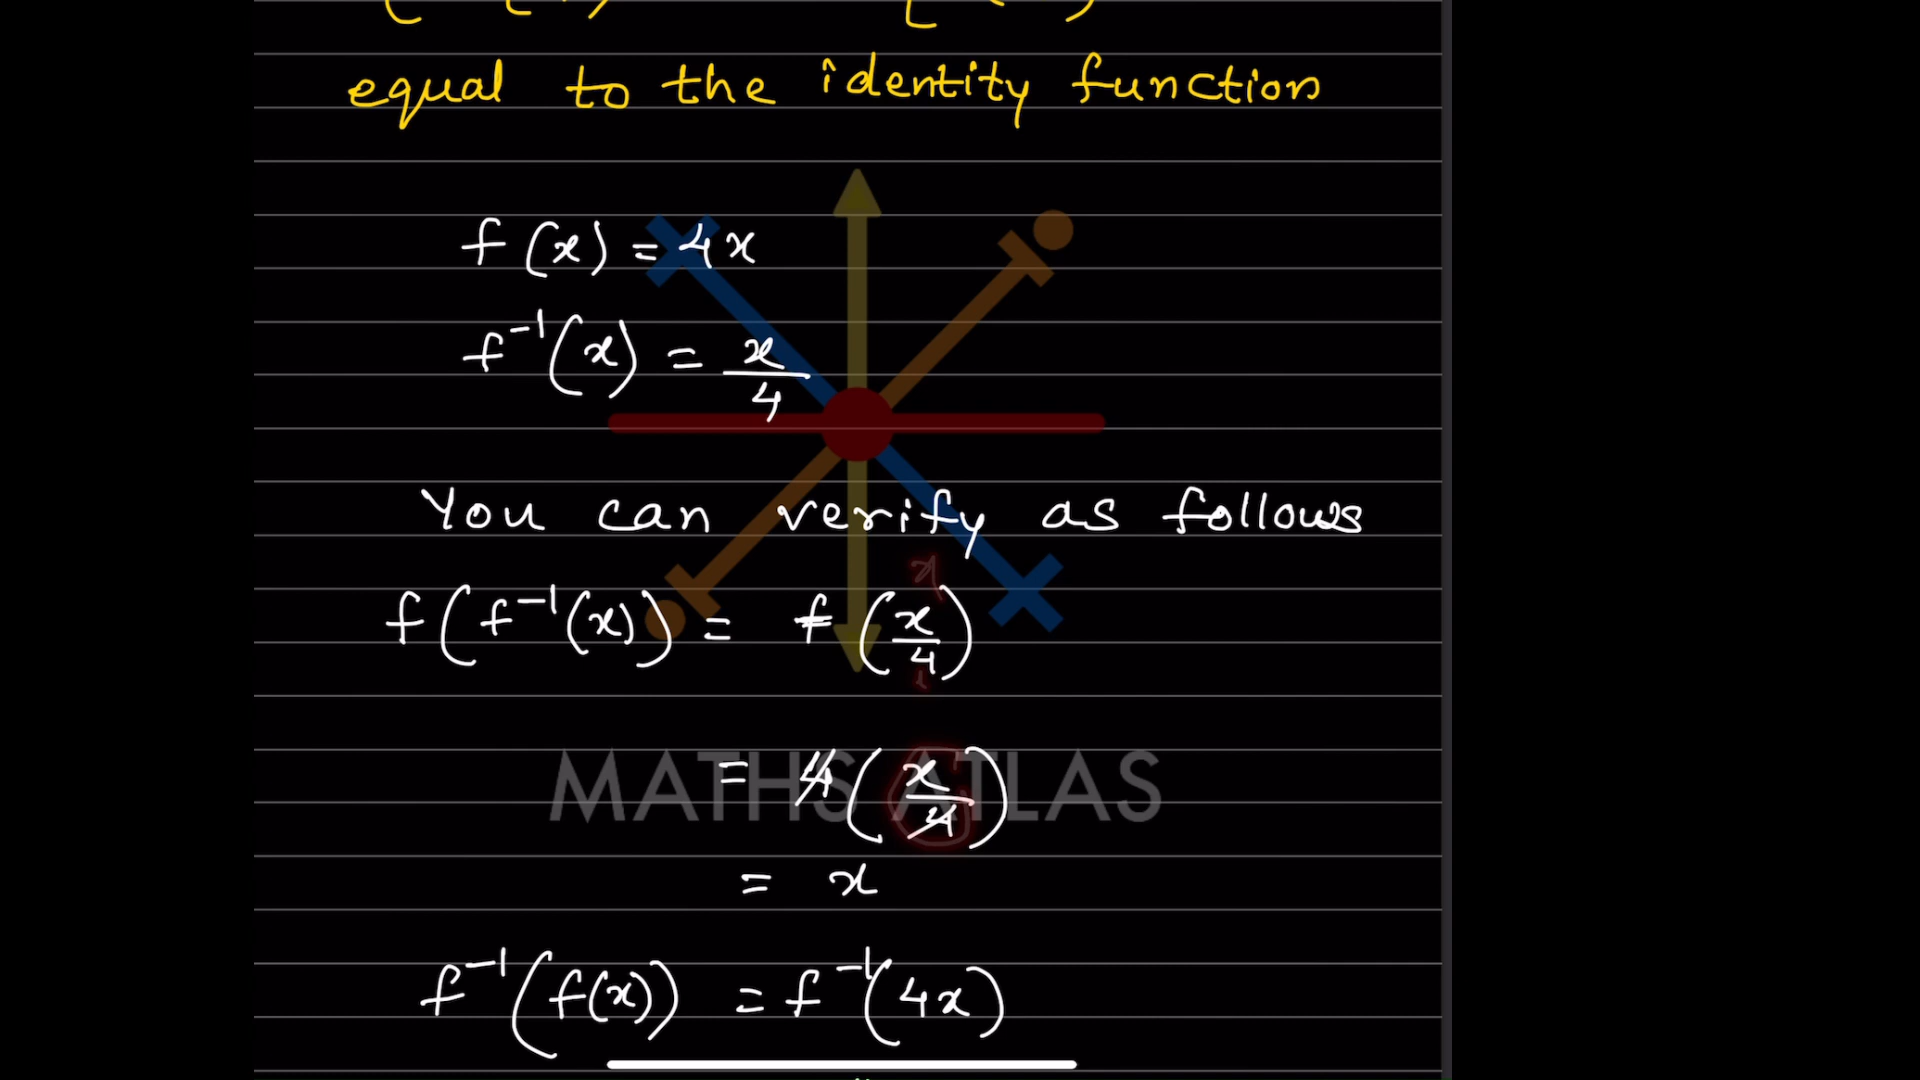 equal to the identity function
f(x) = 4x
f⁻¹(x) = x/4
You can verify as follows
f(f⁻¹(x)) = f(x/4)
= 4(x/4)
= x
f⁻¹(f(x)) = f⁻¹(4x)
MATHS ATLAS